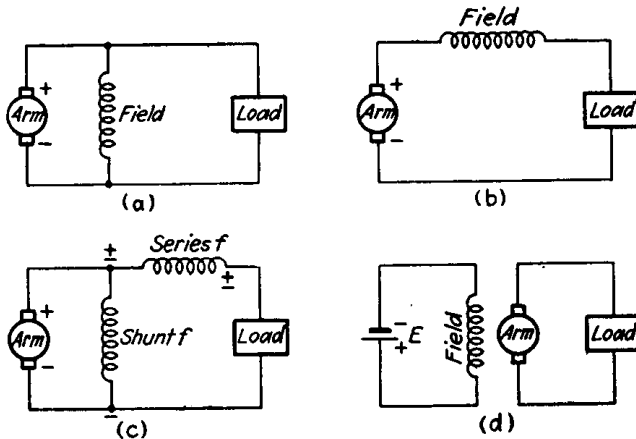 +
Arm
-
Field
Load
(a)
Field
+
Arm
-
Load
(b)
Series f
±
±
+
Arm
-
Shunt f
Load
-
(c)
-
E
+
Field
Arm
Load
(d)